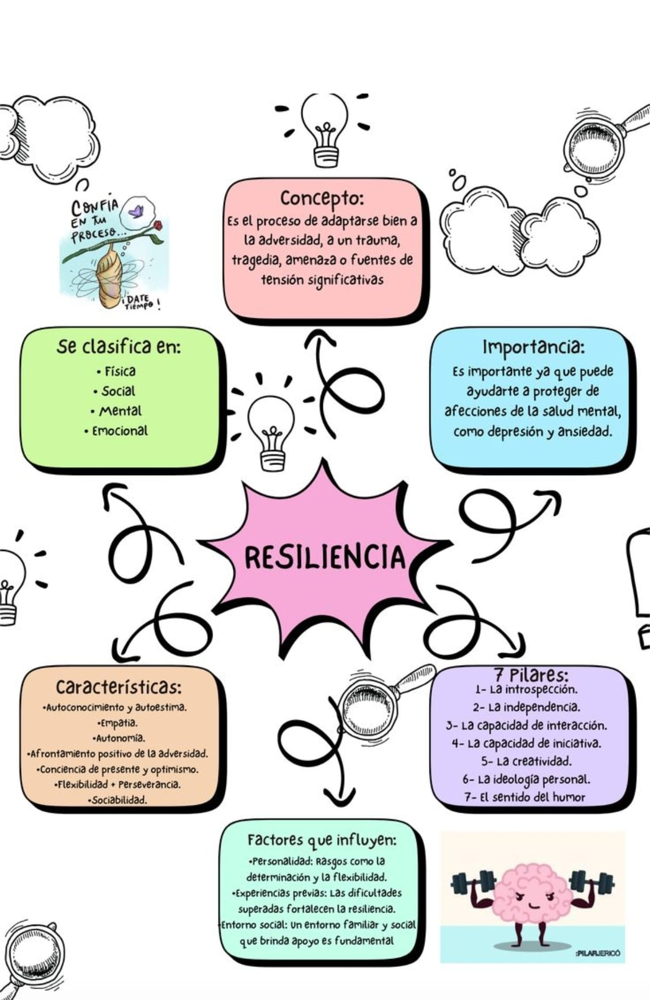 CONFÍA
EN tu
PROCESO...
¡DATE
TIEMPO!
Concepto:
Es el proceso de adaptarse bien a
la adversidad, a un trauma,
tragedia, amenaza o fuentes de
tensión significativas
Se clasifica en:
• Física
• Social
• Mental
• Emocional
Importancia:
Es importante ya que puede
ayudarte a proteger de
afecciones de la salud mental,
como depresión y ansiedad.
RESILIENCIA
Características:
•Autoconocimiento y autoestima.
•Empatia.
•Autonomía.
•Afrontamiento positivo de la adversidad.
•Conciencia de presente y optimismo.
•Flexibilidad + Perseverancia.
•Sociabilidad.
7 Pilares:
1- La introspección.
2- La independencia.
3- La capacidad de interacción.
4- La capacidad de iniciativa.
5- La creatividad.
6- La ideología personal.
7- El sentido del humor
Factores que influyen:
•Personalidad: Rasgos como la
determinación y la flexibilidad.
•Experiencias previas: Las dificultades
superadas fortalecen la resiliencia.
•Entorno social: Un entorno familiar y social
que brinda apoyo es fundamental
:PILARJERICÓ